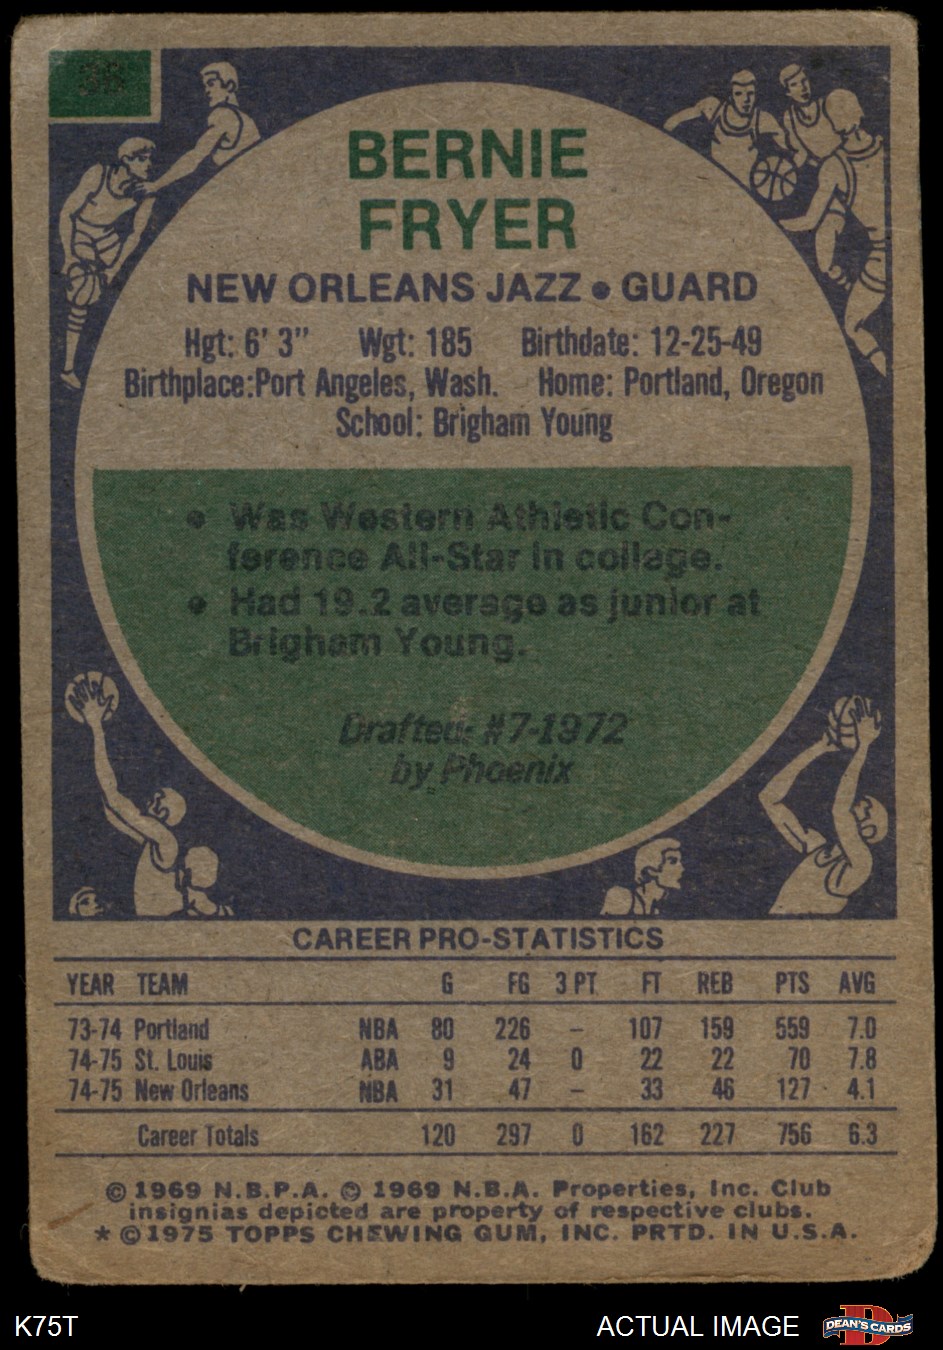 38
BERNIE
FRYER
NEW ORLEANS JAZZ ● GUARD
Hgt: 6' 3" Wgt: 185 Birthdate: 12-25-49
Birthplace:Port Angeles, Wash. Home: Portland, Oregon
School: Brigham Young
● Was Western Athletic Con-
ference All-Star in collage.
● Had 19.2 average as junior at
Brigham Young.
Drafted: #7-1972
by Phoenix
CAREER PRO-STATISTICS
YEAR TEAM G FG 3 PT FT REB PTS AVG
73-74 Portland NBA 80 226 – 107 159 559 7.0
74-75 St. Louis ABA 9 24 0 22 22 70 7.8
74-75 New Orleans NBA 31 47 – 33 46 127 4.1
Career Totals 120 297 0 162 227 756 6.3
© 1969 N.B.P.A. © 1969 N.B.A. Properties, Inc. Club
insignias depicted are property of respective clubs.
* © 1975 TOPPS CHEWING GUM, INC. PRTD. IN U.S.A.
K75T ACTUAL IMAGE DEAN'S CARDS